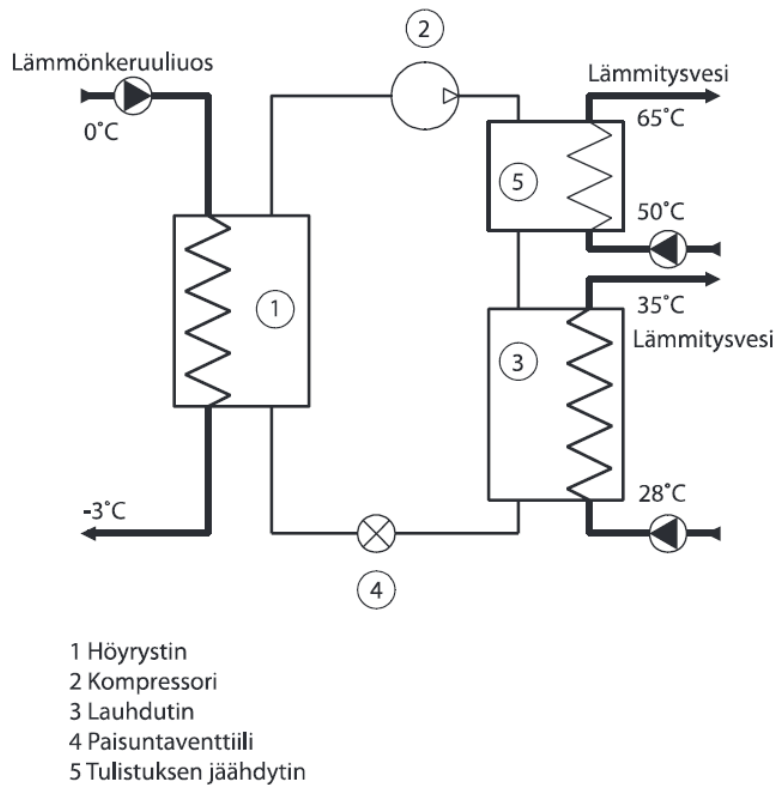 2
Lämmönkeruuliuos
Lämmitysvesi
0°C
65°C
5
50°C
1
35°C
Lämmitysvesi
3
-3°C
28°C
4
1 Höyrystin
2 Kompressori
3 Lauhdutin
4 Paisuntaventtiili
5 Tulistuksen jäähdytin